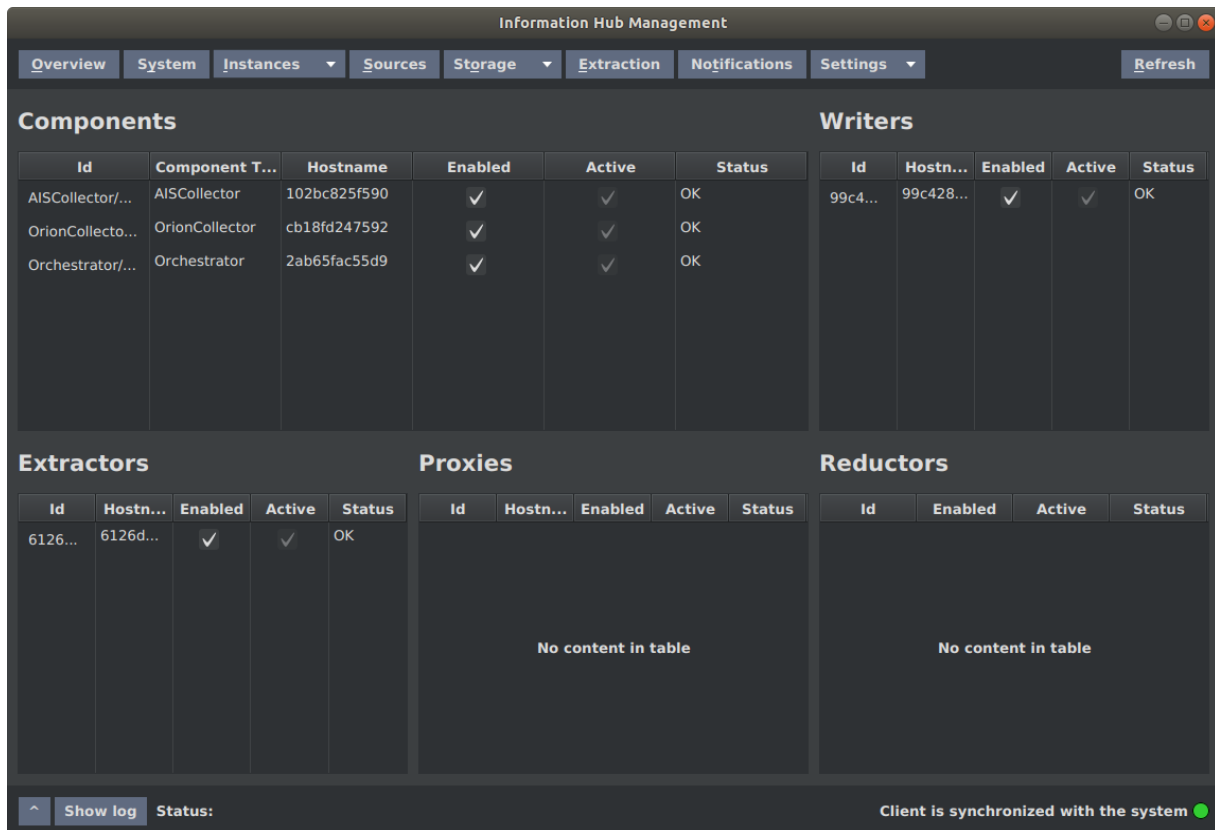 Information Hub Management
Overview System Instances Sources Storage Extraction Notifications Settings Refresh
Components
Id Component T... Hostname Enabled Active Status
AISCollector/... AISCollector 102bc825f590 OK
OrionCollecto... OrionCollector cb18fd247592 OK
Orchestrator/... Orchestrator 2ab65fac55d9 OK
Writers
Id Hostn... Enabled Active Status
99c4... 99c428... OK
Extractors
Id Hostn... Enabled Active Status
6126... 6126d... OK
Proxies
Id Hostn... Enabled Active Status
No content in table
Reductors
Id Enabled Active Status
No content in table
^ Show log Status: Client is synchronized with the system